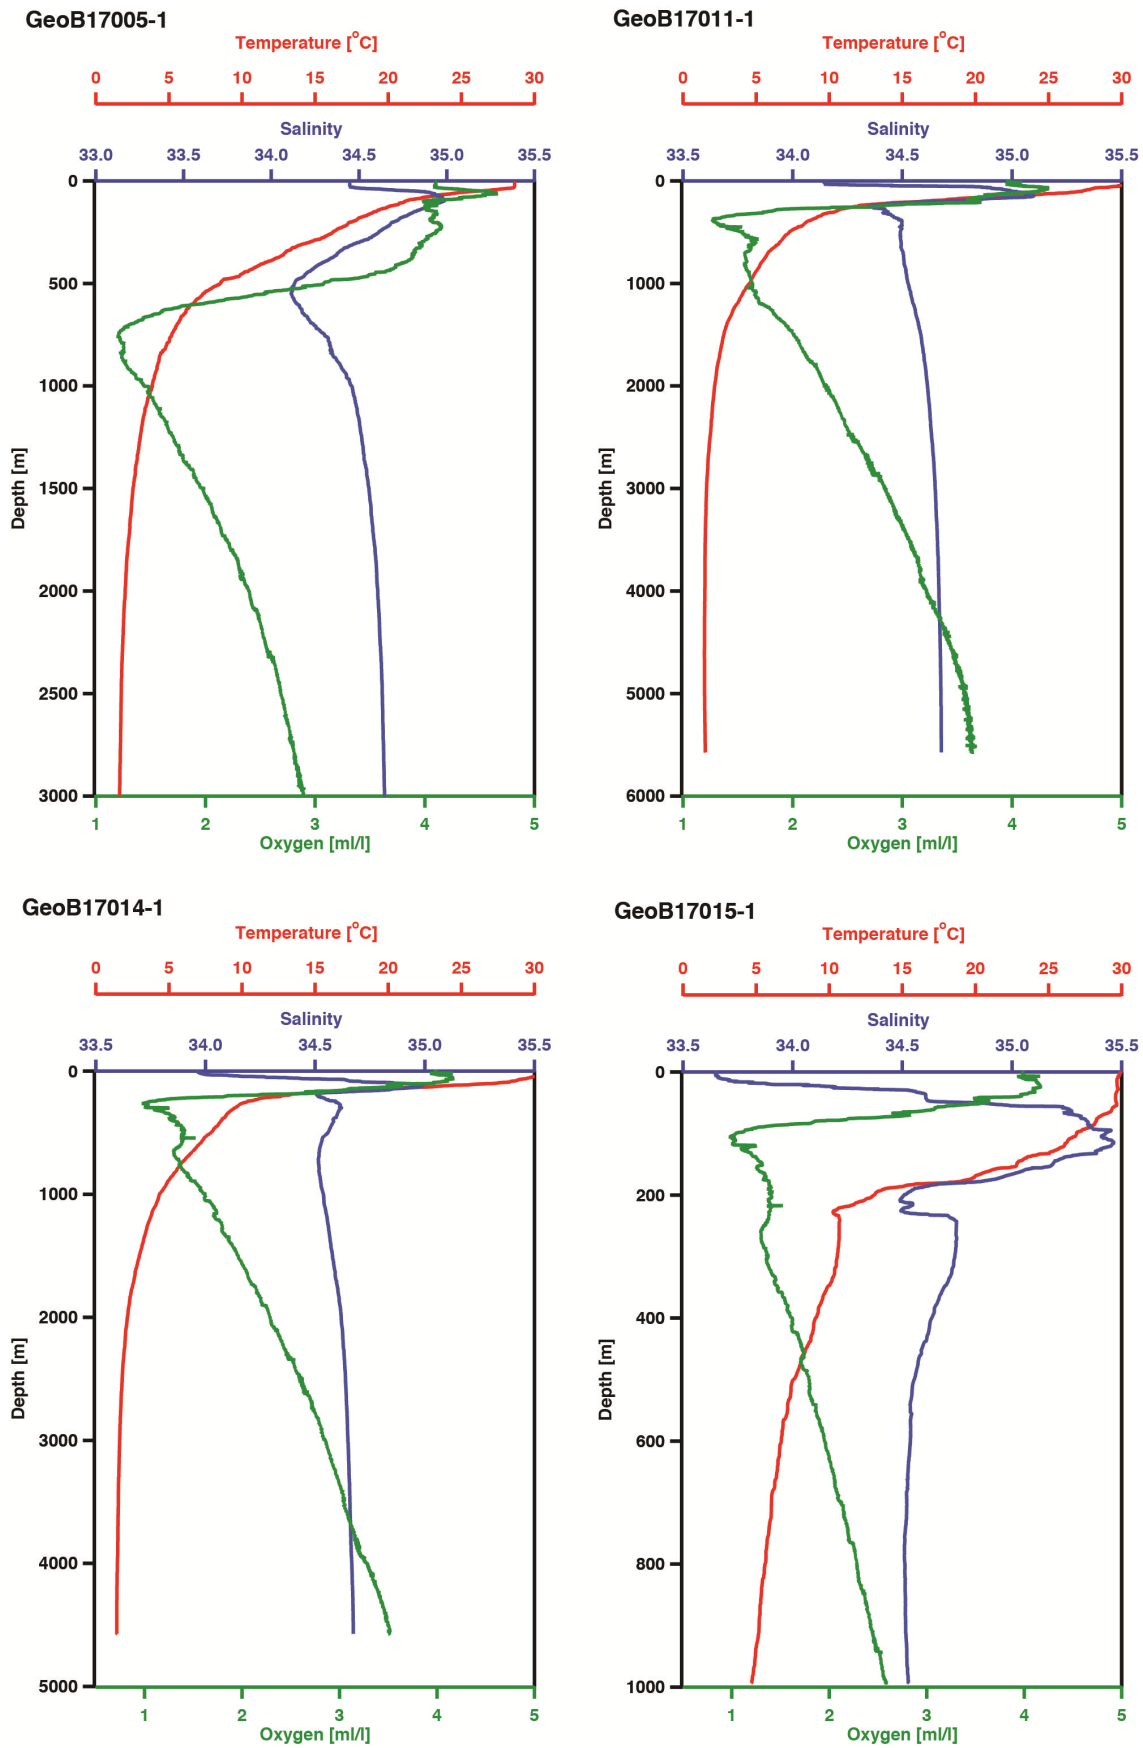 GeoB17005-1
Temperature [°C]
0 5 10 15 20 25 30
Salinity
33.0 33.5 34.0 34.5 35.0 35.5
0
500
1000
1500
2000
2500
3000
Depth [m]
1 2 3 4 5
Oxygen [ml/l]
GeoB17011-1
Temperature [°C]
0 5 10 15 20 25 30
Salinity
33.5 34.0 34.5 35.0 35.5
0
1000
2000
3000
4000
5000
6000
Depth [m]
1 2 3 4 5
Oxygen [ml/l]
GeoB17014-1
Temperature [°C]
0 5 10 15 20 25 30
Salinity
33.5 34.0 34.5 35.0 35.5
0
1000
2000
3000
4000
5000
Depth [m]
1 2 3 4 5
Oxygen [ml/l]
GeoB17015-1
Temperature [°C]
0 5 10 15 20 25 30
Salinity
33.5 34.0 34.5 35.0 35.5
0
200
400
600
800
1000
Depth [m]
1 2 3 4 5
Oxygen [ml/l]